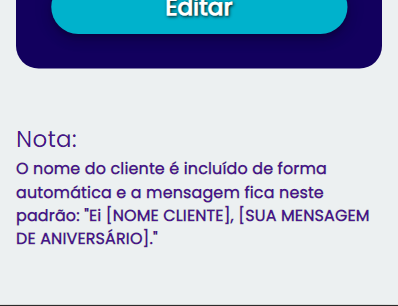 Editar
Nota:
O nome do cliente é incluído de forma
automática e a mensagem fica neste
padrão: "Ei [NOME CLIENTE], [SUA MENSAGEM
DE ANIVERSÁRIO]."